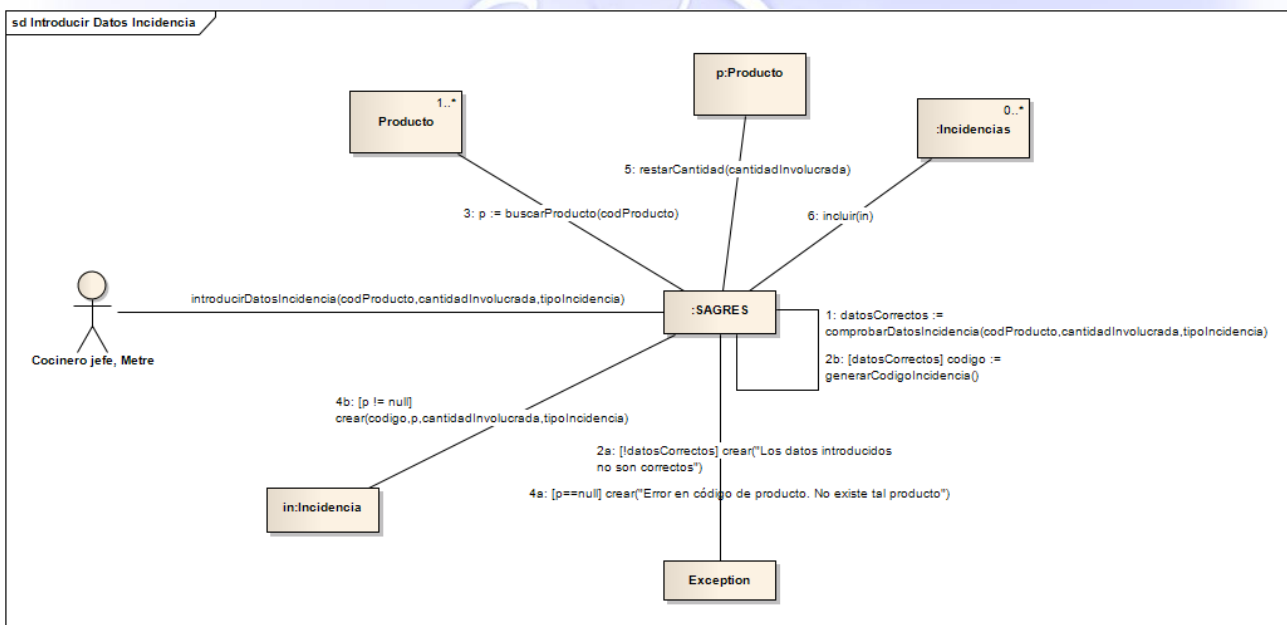 sd Introducir Datos Incidencia
p:Producto
1..*
Producto
0..*
:Incidencias
5: restarCantidad(cantidadInvolucrada)
3: p := buscarProducto(codProducto)
6: incluir(in)
introducirDatosIncidencia(codProducto,cantidadInvolucrada,tipoIncidencia)
:SAGRES
Cocinero jefe, Metre
1: datosCorrectos :=
comprobarDatosIncidencia(codProducto,cantidadInvolucrada,tipoIncidencia)
2b: [datosCorrectos] codigo :=
generarCodigoIncidencia()
4b: [p != null]
crear(codigo,p,cantidadInvolucrada,tipoIncidencia)
2a: [!datosCorrectos] crear("Los datos introducidos
no son correctos")
4a: [p==null] crear("Error en código de producto. No existe tal producto")
in:Incidencia
Exception